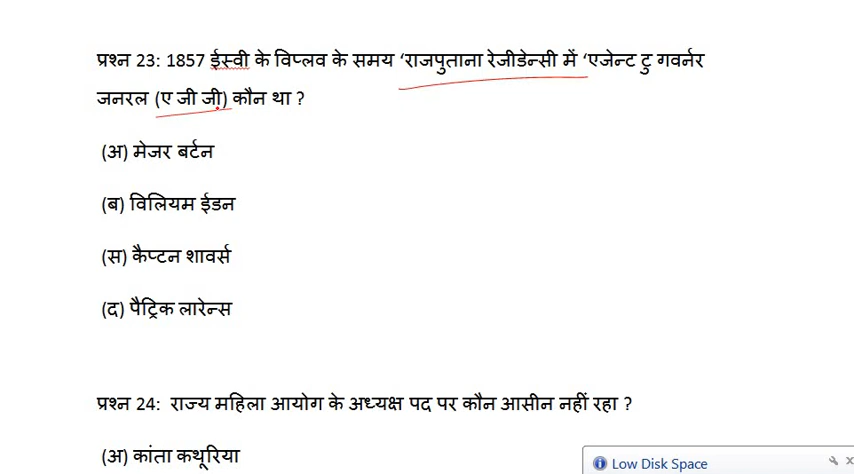 प्रश्न 23: 1857 ईस्वी के विप्लव के समय ‘राजपुताना रेजीडेन्सी में ‘एजेन्ट टु गवर्नर
जनरल (ए जी जी) कौन था ?
(अ) मेजर बर्टन
(ब) विलियम ईडन
(स) कैप्टन शावर्स
(द) पैट्रिक लारेन्स
प्रश्न 24: राज्य महिला आयोग के अध्यक्ष पद पर कौन आसीन नहीं रहा ?
(अ) कांता कथूरिया
Low Disk Space